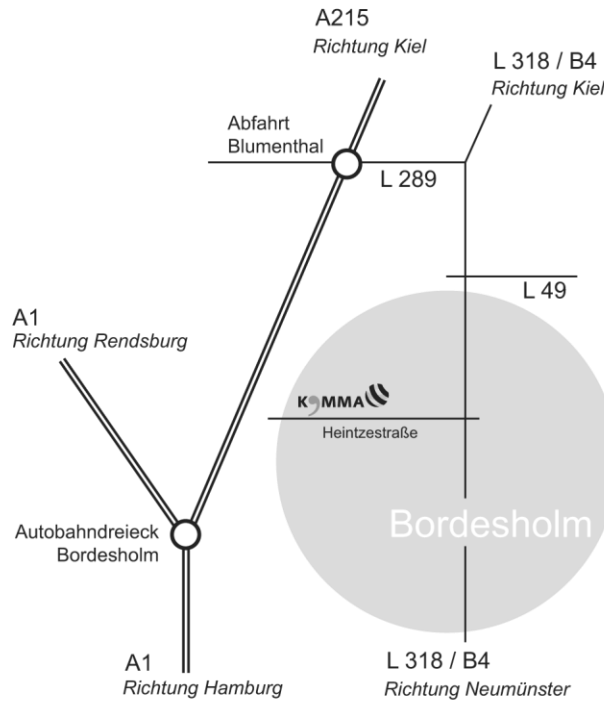 A215
Richtung Kiel
L 318 / B4
Richtung Kiel
Abfahrt
Blumenthal
L 289
L 49
A1
Richtung Rendsburg
K,MMA
Heintzestraße
Autobahndreieck
Bordesholm
Bordesholm
A1
Richtung Hamburg
L 318 / B4
Richtung Neumünster